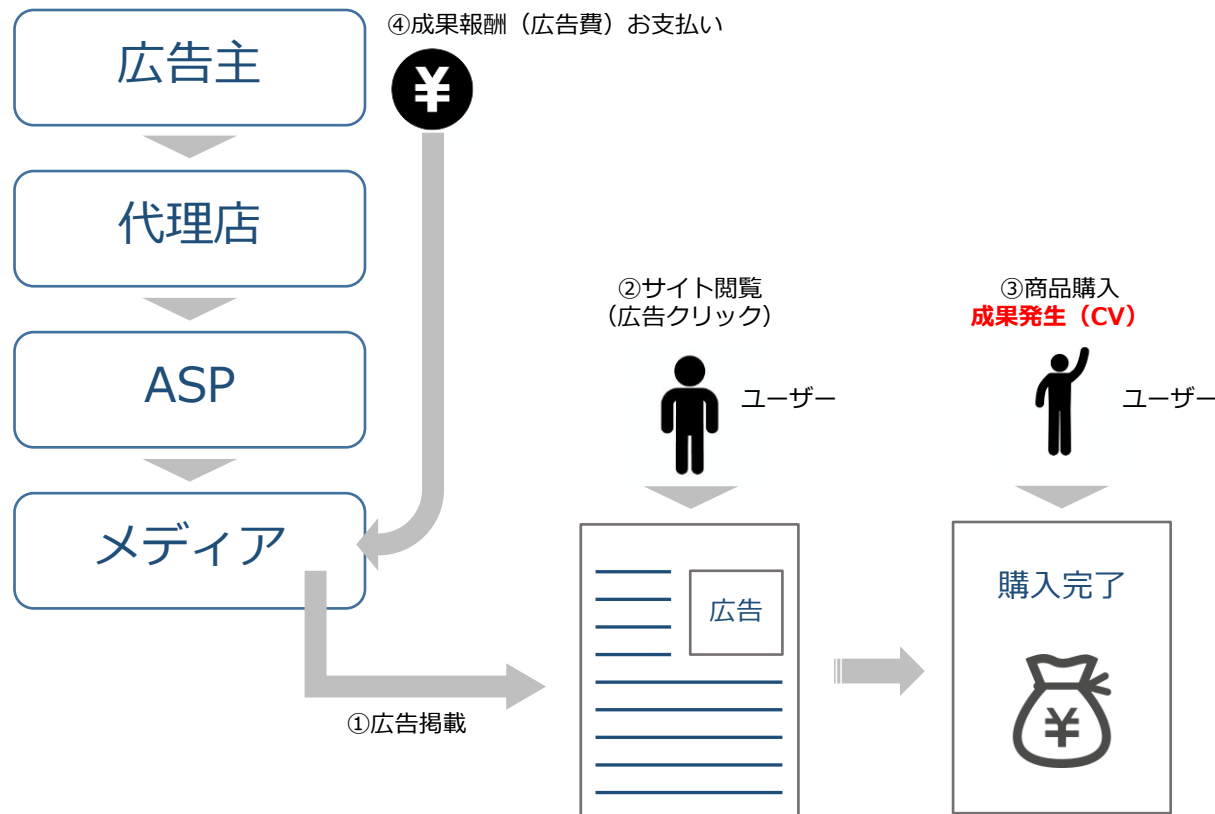 ④成果報酬（広告費）お支払い
広告主
¥
代理店
ASP
メディア
①広告掲載
②サイト閲覧
（広告クリック）
ユーザー
広告
③商品購入
成果発生（CV）
ユーザー
購入完了
¥